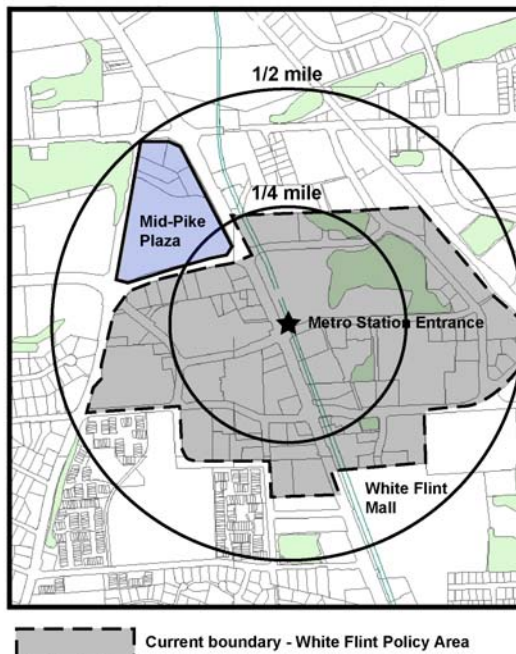 1/2 mile
1/4 mile
Mid-Pike
Plaza
Metro Station Entrance
White Flint
Mall
Current boundary - White Flint Policy Area